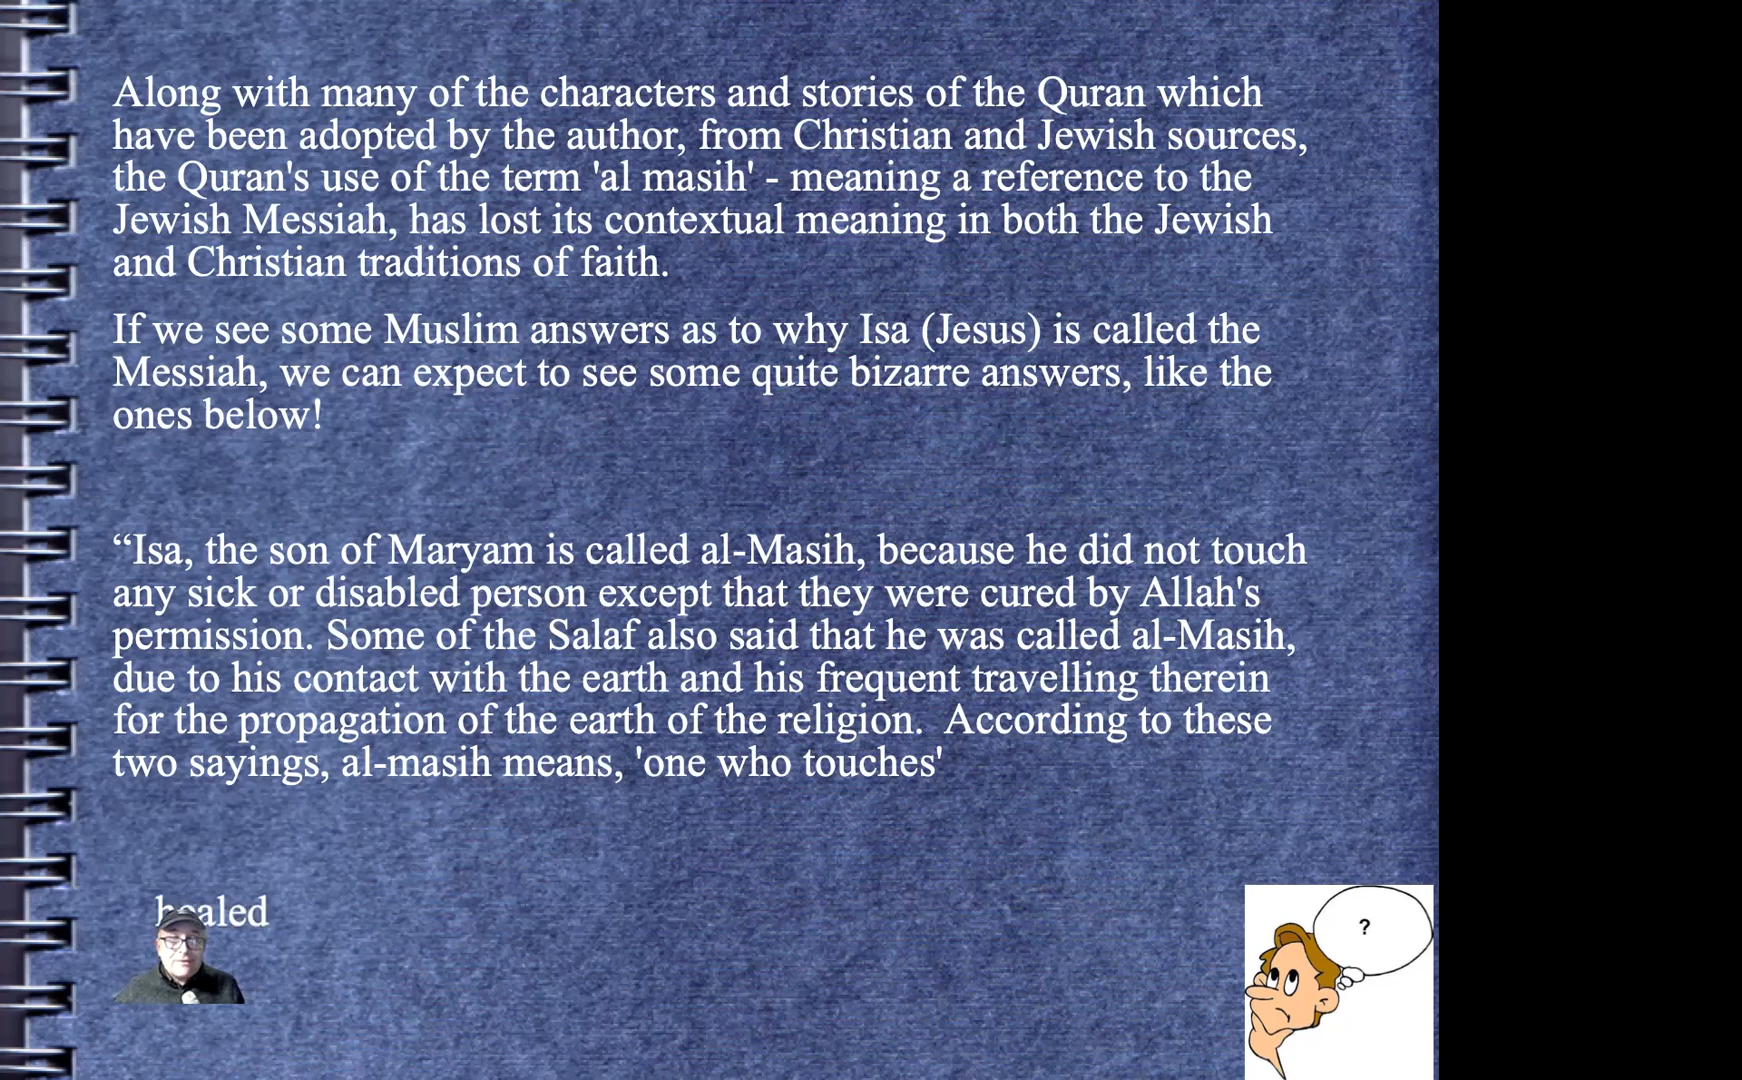 Along with many of the characters and stories of the Quran which
have been adopted by the author, from Christian and Jewish sources,
the Quran's use of the term 'al masih' - meaning a reference to the
Jewish Messiah, has lost its contextual meaning in both the Jewish
and Christian traditions of faith.
If we see some Muslim answers as to why Isa (Jesus) is called the
Messiah, we can expect to see some quite bizarre answers, like the
ones below!
“Isa, the son of Maryam is called al-Masih, because he did not touch
any sick or disabled person except that they were cured by Allah's
permission. Some of the Salaf also said that he was called al-Masih,
due to his contact with the earth and his frequent travelling therein
for the propagation of the earth of the religion.  According to these
two sayings, al-masih means, 'one who touches'
healed
?